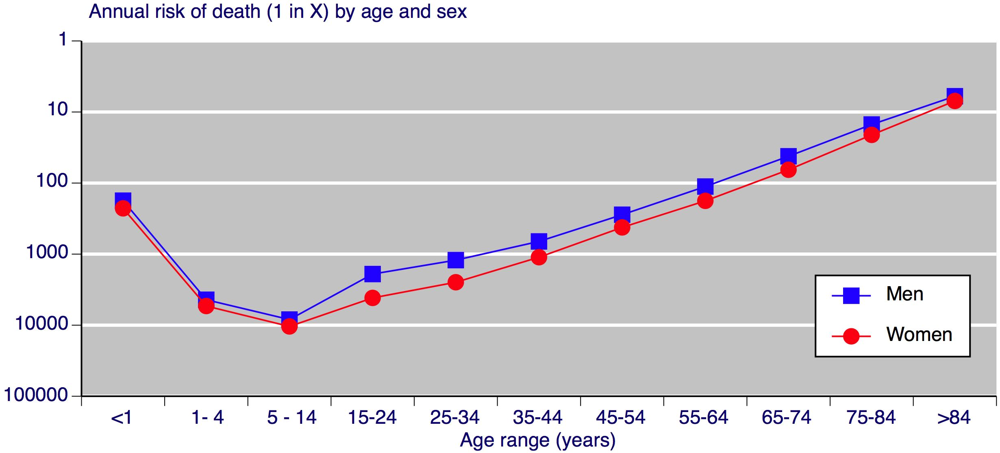 Annual risk of death (1 in X) by age and sex
1
10
100
1000
10000
100000
Men
Women
<1 1- 4 5 - 14 15-24 25-34 35-44 45-54 55-64 65-74 75-84 >84
Age range (years)